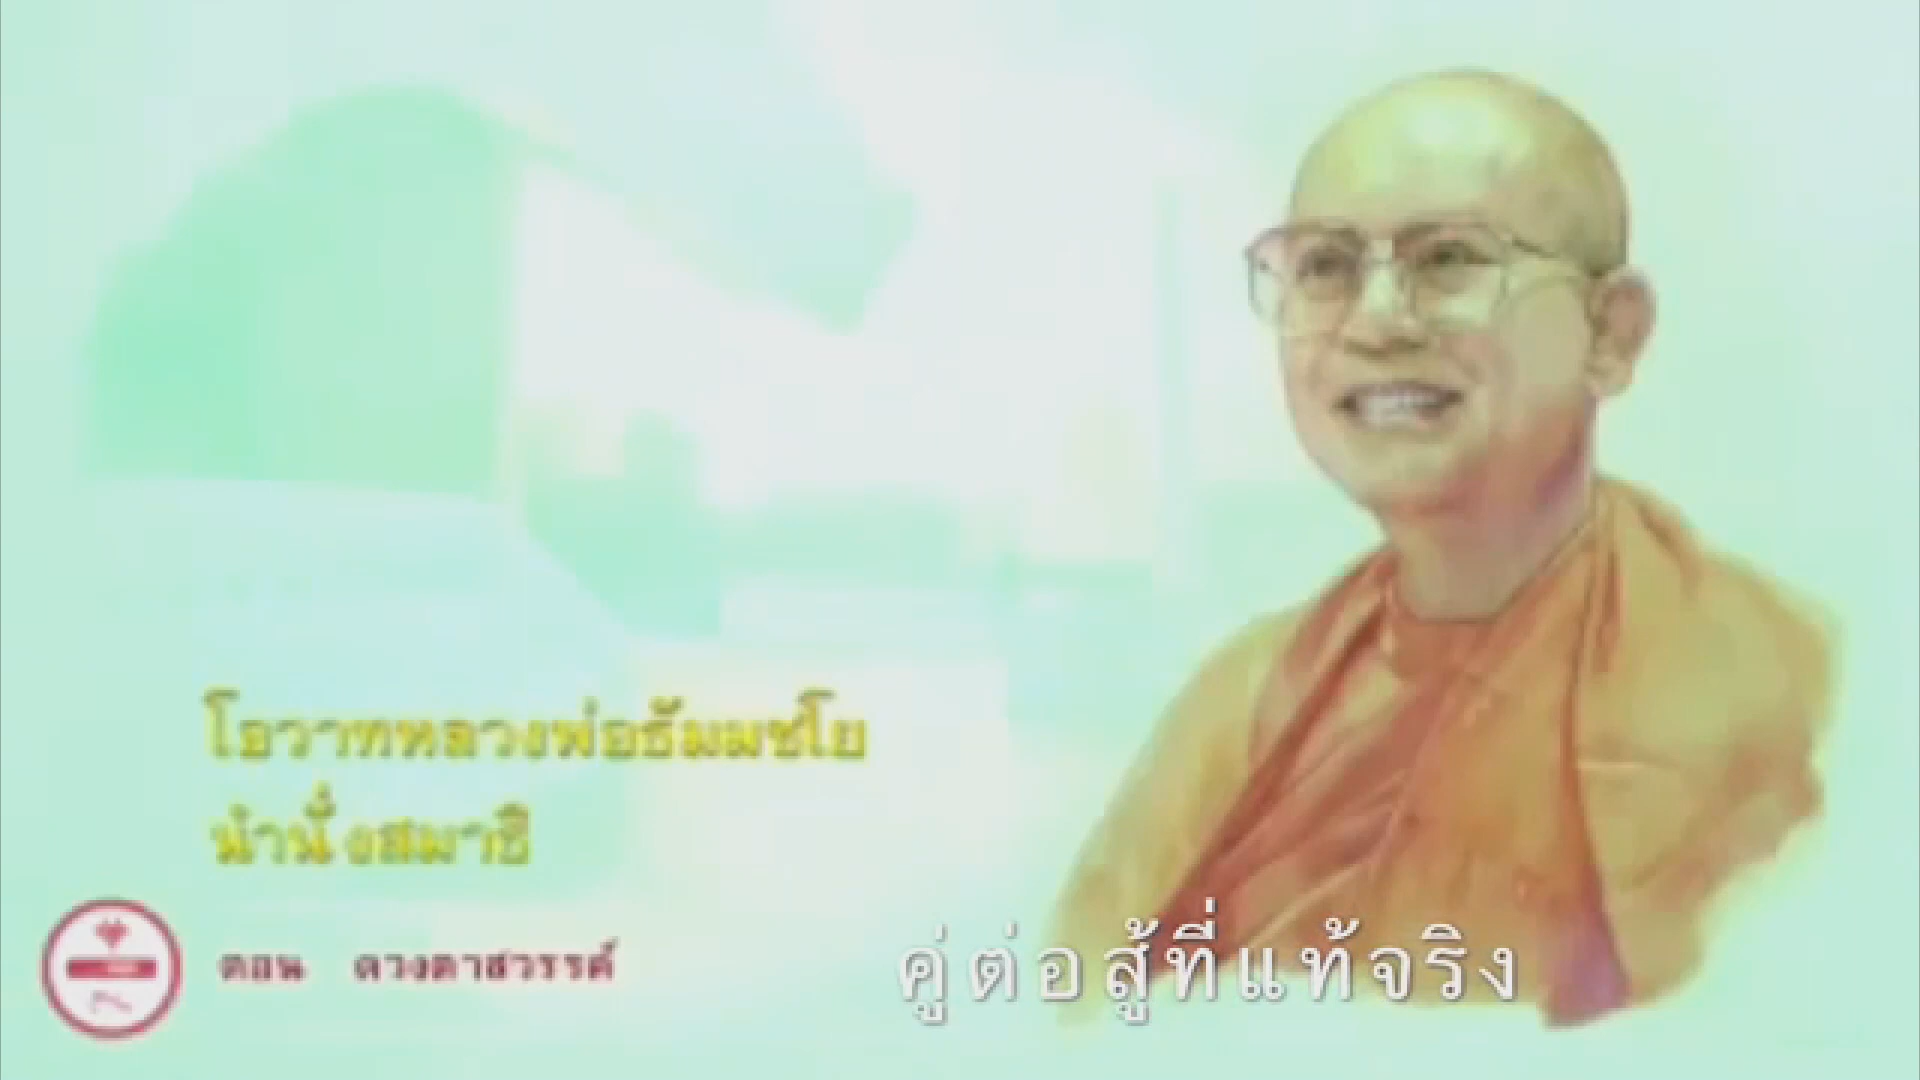 โอวาทหลวงพ่อธัมมชโย
นำนั่งสมาธิ
ตอน ดวงตาสวรรค์
คู่ต่อสู้ที่แท้จริง